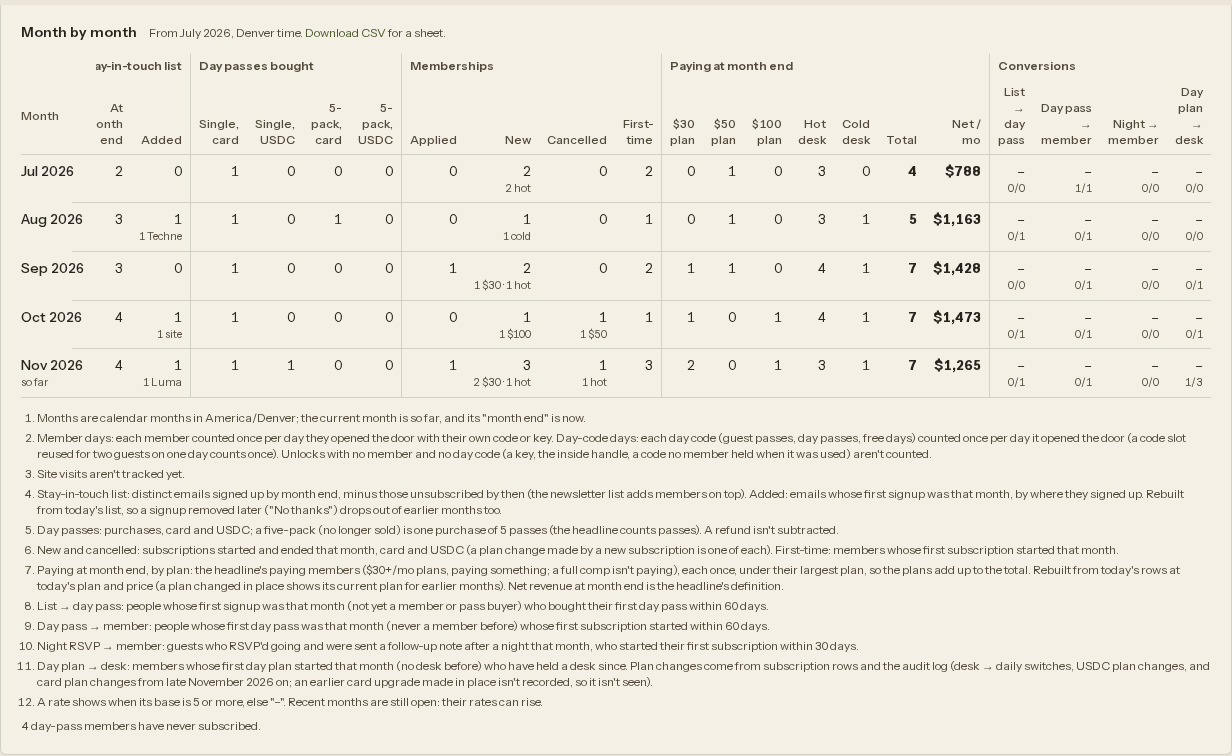 Month by month From July 2026, Denver time. Download CSV for a sheet.
ay-in-touch list Day passes bought Memberships Paying at month end Conversions
Month At onth end Added Single, card Single, USDC 5-pack, card 5-pack, USDC Applied New Cancelled First-time $30 plan $50 plan $100 plan Hot desk Cold desk Total Net / mo List → day pass Day pass → member Night → member Day plan → desk
Jul 2026 2 0 1 0 0 0 0 2 0 2 0 1 0 3 0 4 $788 – – – –
2 hot 0/0 1/1 0/0 0/0
Aug 2026 3 1 1 0 1 0 0 1 0 1 0 1 0 3 1 5 $1,163 – – – –
1 Techne 1 cold 0/1 0/1 0/0 0/0
Sep 2026 3 0 1 0 0 0 1 2 0 2 1 1 0 4 1 7 $1,428 – – – –
1 $30 · 1 hot 0/0 0/1 0/0 0/1
Oct 2026 4 1 1 0 0 0 0 1 1 1 1 0 1 4 1 7 $1,473 – – – –
1 site 1 $100 1 $50 0/1 0/1 0/0 0/1
Nov 2026 4 1 1 1 0 0 1 3 1 3 2 0 1 3 1 7 $1,265 – – – –
so far 1 Luma 2 $30 · 1 hot 1 hot 0/1 0/1 0/0 1/3
1. Months are calendar months in America/Denver; the current month is so far, and its "month end" is now.
2. Member days: each member counted once per day they opened the door with their own code or key. Day-code days: each day code (guest passes, day passes, free days) counted once per day it opened the door (a code slot
reused for two guests on one day counts once). Unlocks with no member and no day code (a key, the inside handle, a code no member held when it was used) aren't counted.
3. Site visits aren't tracked yet.
4. Stay-in-touch list: distinct emails signed up by month end, minus those unsubscribed by then (the newsletter list adds members on top). Added: emails whose first signup was that month, by where they signed up. Rebuilt
from today's list, so a signup removed later ("No thanks") drops out of earlier months too.
5. Day passes: purchases, card and USDC; a five-pack (no longer sold) is one purchase of 5 passes (the headline counts passes). A refund isn't subtracted.
6. New and cancelled: subscriptions started and ended that month, card and USDC (a plan change made by a new subscription is one of each). First-time: members whose first subscription started that month.
7. Paying at month end, by plan: the headline's paying members ($30+/mo plans, paying something; a full comp isn't paying), each once, under their largest plan, so the plans add up to the total. Rebuilt from today's rows at
today's plan and price (a plan changed in place shows its current plan for earlier months). Net revenue at month end is the headline's definition.
8. List → day pass: people whose first signup was that month (not yet a member or pass buyer) who bought their first day pass within 60 days.
9. Day pass → member: people whose first day pass was that month (never a member before) whose first subscription started within 60 days.
10. Night RSVP → member: guests who RSVP'd going and were sent a follow-up note after a night that month, who started their first subscription within 30 days.
11. Day plan → desk: members whose first day plan started that month (no desk before) who have held a desk since. Plan changes come from subscription rows and the audit log (desk → daily switches, USDC plan changes, and
card plan changes from late November 2026 on; an earlier card upgrade made in place isn't recorded, so it isn't seen).
12. A rate shows when its base is 5 or more, else "–". Recent months are still open: their rates can rise.
4 day-pass members have never subscribed.